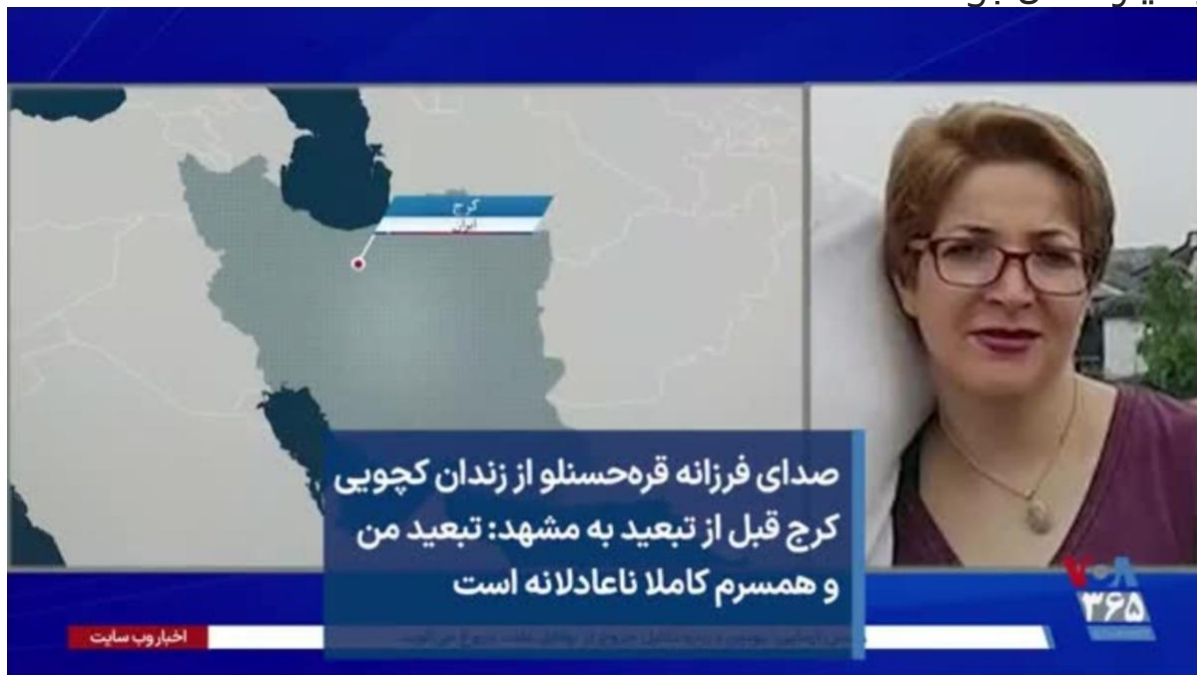 کرج
ایران
صدای فرزانه قره‌حسنلو از زندان کچویی
کرج قبل از تبعید به مشهد: تبعید من
و همسرم کاملا ناعادلانه است
VOA
۳۶۵
اخبار وب سایت